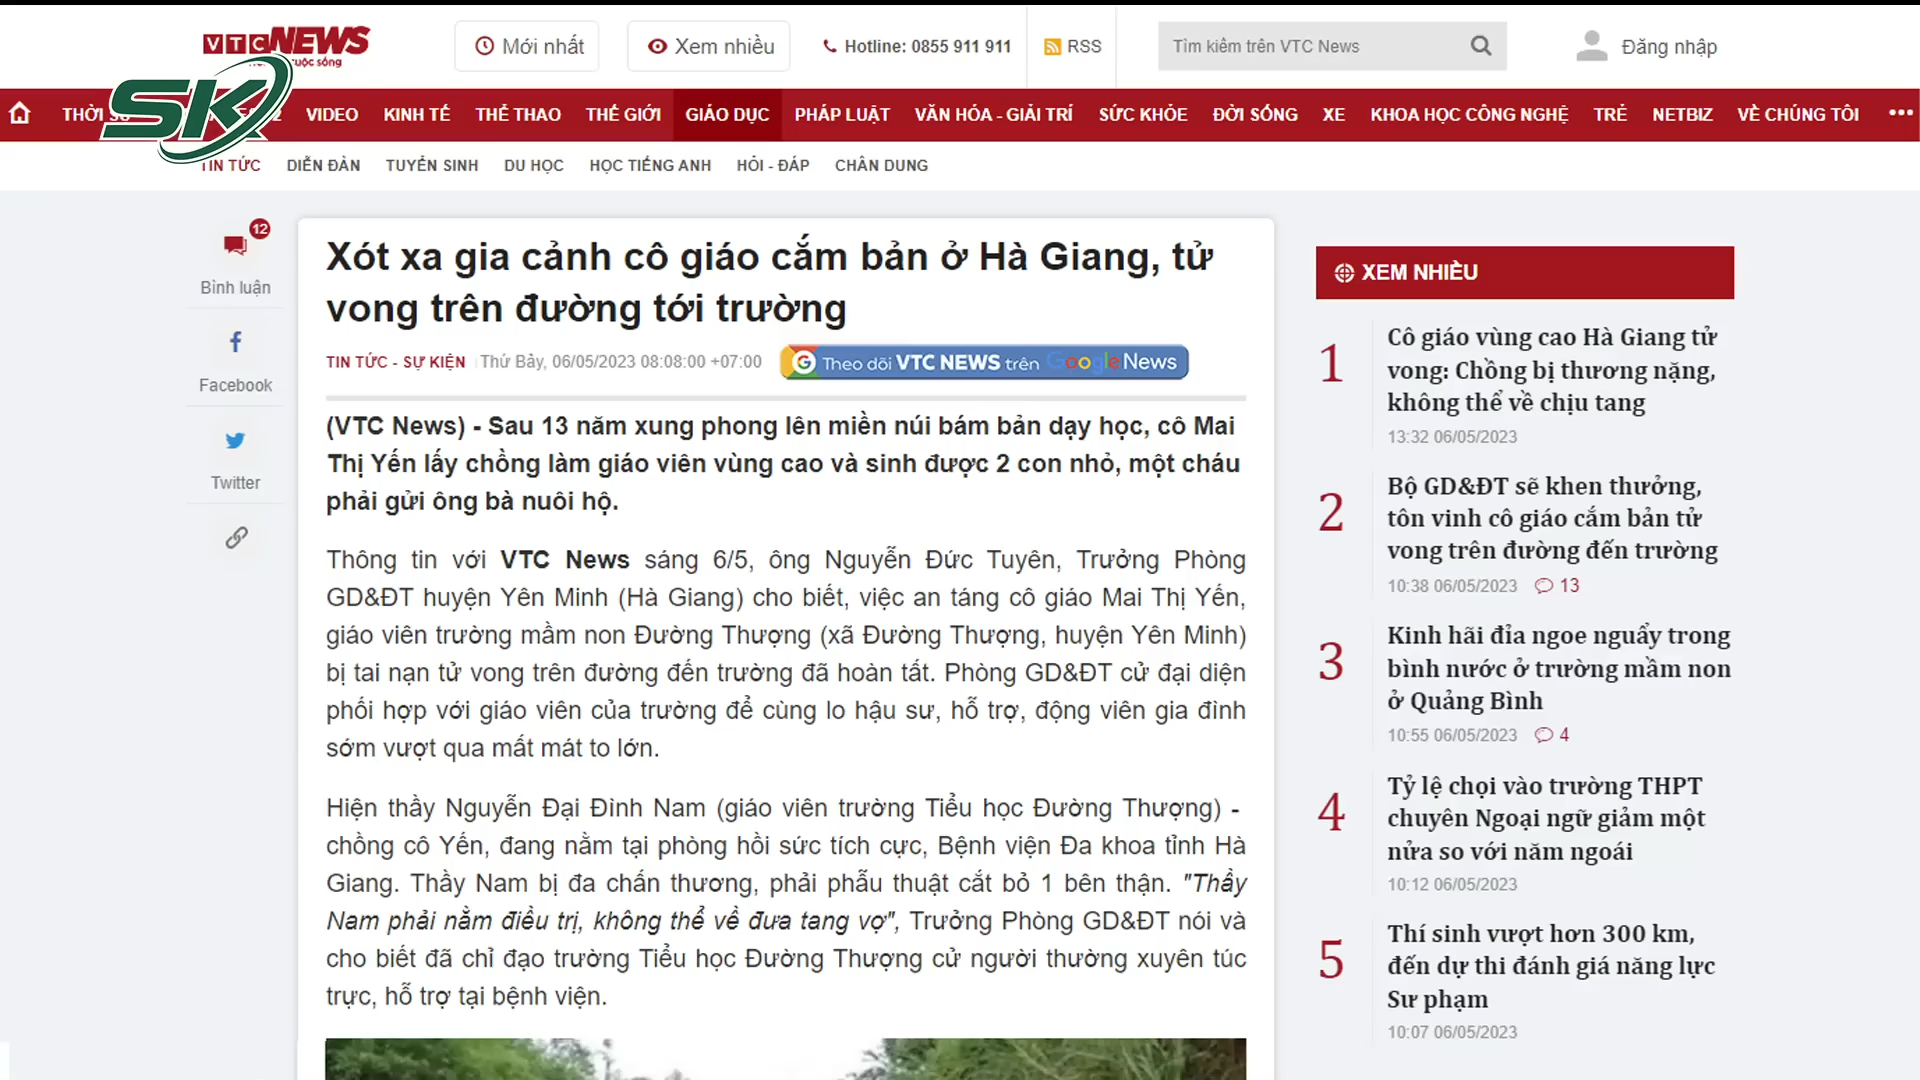 VTC NEWS
Mới nhất
Xem nhiều
Hotline: 0855 911 911
RSS
Tìm kiếm trên VTC News
Đăng nhập
SK
VIDEO KINH TẾ THỂ THAO THẾ GIỚI GIÁO DỤC PHÁP LUẬT VĂN HÓA - GIẢI TRÍ SỨC KHỎE ĐỜI SỐNG XE KHOA HỌC CÔNG NGHỆ TRẺ NETBIZ VỀ CHÚNG TÔI
TIN TỨC DIỄN ĐÀN TUYỂN SINH DU HỌC HỌC TIẾNG ANH HỎI - ĐÁP CHÂN DUNG
12
Bình luận
Facebook
Twitter
Xót xa gia cảnh cô giáo cắm bản ở Hà Giang, tử
vong trên đường tới trường
TIN TỨC - SỰ KIỆN Thứ Bảy, 06/05/2023 08:08:00 +07:00
Theo dõi VTC NEWS trên Google News
(VTC News) - Sau 13 năm xung phong lên miền núi bám bản dạy học, cô Mai
Thị Yến lấy chồng làm giáo viên vùng cao và sinh được 2 con nhỏ, một cháu
phải gửi ông bà nuôi hộ.
Thông tin với VTC News sáng 6/5, ông Nguyễn Đức Tuyên, Trưởng Phòng
GD&ĐT huyện Yên Minh (Hà Giang) cho biết, việc an táng cô giáo Mai Thị Yến,
giáo viên trường mầm non Đường Thượng (xã Đường Thượng, huyện Yên Minh)
bị tai nạn tử vong trên đường đến trường đã hoàn tất. Phòng GD&ĐT cử đại diện
phối hợp với giáo viên của trường để cùng lo hậu sư, hỗ trợ, động viên gia đình
sớm vượt qua mất mát to lớn.
Hiện thầy Nguyễn Đại Đình Nam (giáo viên trường Tiểu học Đường Thượng) -
chồng cô Yến, đang nằm tại phòng hồi sức tích cực, Bệnh viện Đa khoa tỉnh Hà
Giang. Thầy Nam bị đa chấn thương, phải phẫu thuật cắt bỏ 1 bên thận. "Thầy
Nam phải nằm điều trị, không thể về đưa tang vợ", Trưởng Phòng GD&ĐT nói và
cho biết đã chỉ đạo trường Tiểu học Đường Thượng cử người thường xuyên túc
trực, hỗ trợ tại bệnh viện.
XEM NHIỀU
1
Cô giáo vùng cao Hà Giang tử
vong: Chồng bị thương nặng,
không thể về chịu tang
13:32 06/05/2023
2
Bộ GD&ĐT sẽ khen thưởng,
tôn vinh cô giáo cắm bản tử
vong trên đường đến trường
10:38 06/05/2023 13
3
Kinh hãi đỉa ngoe nguẩy trong
bình nước ở trường mầm non
ở Quảng Bình
10:55 06/05/2023 4
4
Tỷ lệ chọi vào trường THPT
chuyên Ngoại ngữ giảm một
nửa so với năm ngoái
10:12 06/05/2023
5
Thí sinh vượt hơn 300 km,
đến dự thi đánh giá năng lực
Sư phạm
10:07 06/05/2023